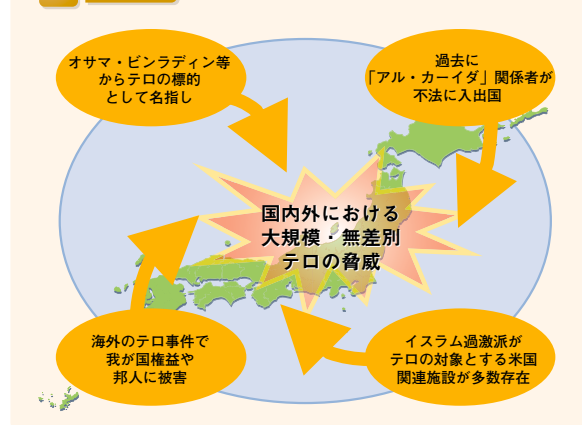 オサマ・ビンラディン等
からテロの標的
として名指し
過去に
「アル・カーイダ」関係者が
不法に入出国
国内外における
大規模・無差別
テロの脅威
海外のテロ事件で
我が国権益や
邦人に被害
イスラム過激派が
テロの対象とする米国
関連施設が多数存在